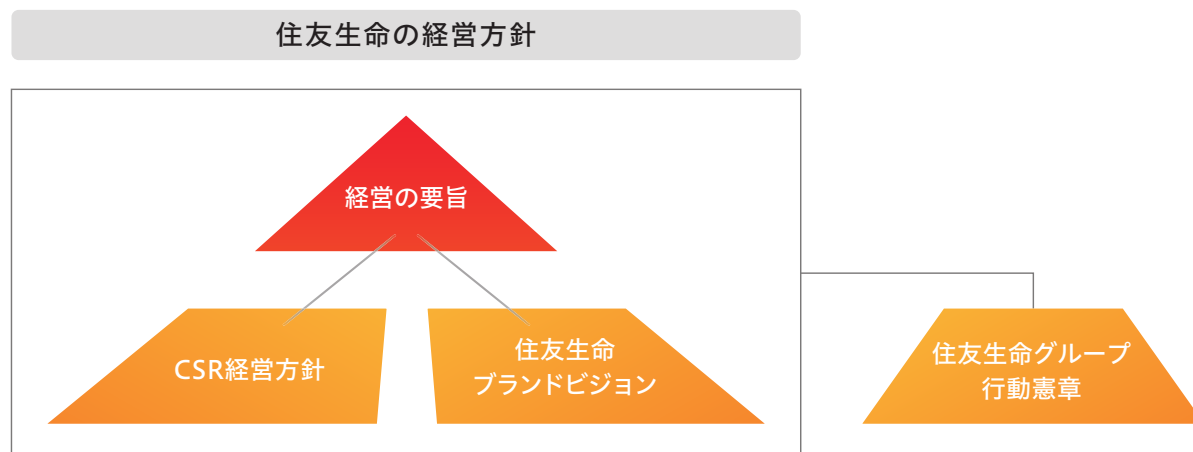 住友生命の経営方針
経営の要旨
CSR経営方針
住友生命
ブランドビジョン
住友生命グループ
行動憲章